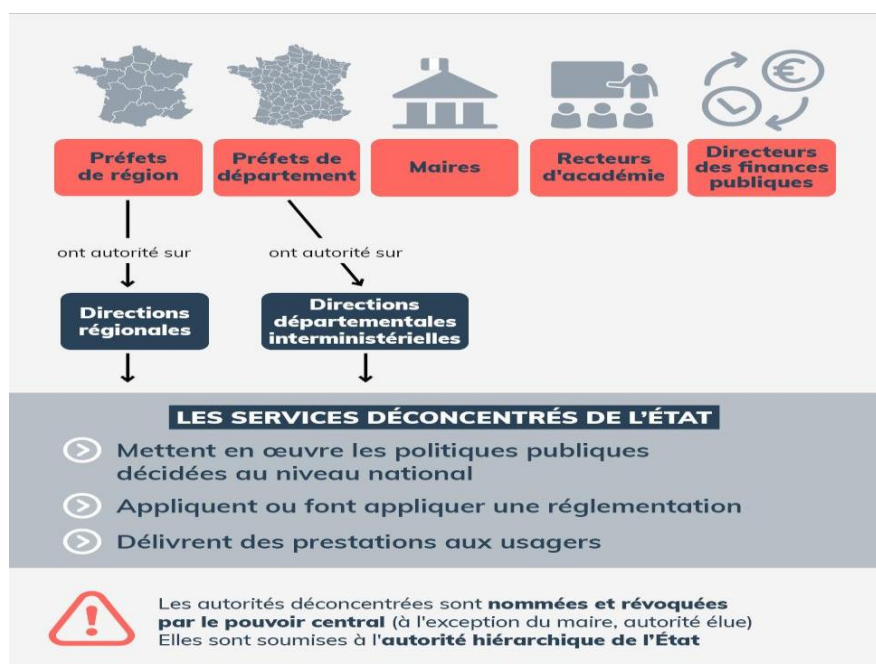 Préfets
de région
Préfets de
département
Maires
Recteurs
d'académie
Directeurs
des finances
publiques
ont autorité sur
ont autorité sur
Directions
régionales
Directions
départementales
interministérielles
LES SERVICES DÉCONCENTRÉS DE L'ÉTAT
Mettent en œuvre les politiques publiques
décidées au niveau national
Appliquent ou font appliquer une réglementation
Délivrent des prestations aux usagers
Les autorités déconcentrées sont nommées et révoquées
par le pouvoir central (à l'exception du maire, autorité élue)
Elles sont soumises à l'autorité hiérarchique de l'État